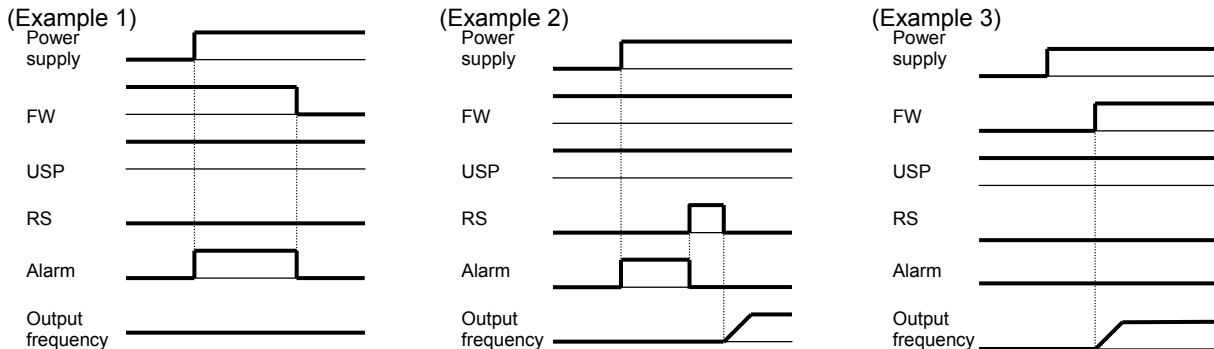 (Example 1)
Power
supply
FW
USP
RS
Alarm
Output
frequency
(Example 2)
Power
supply
FW
USP
RS
Alarm
Output
frequency
(Example 3)
Power
supply
FW
USP
RS
Alarm
Output
frequency